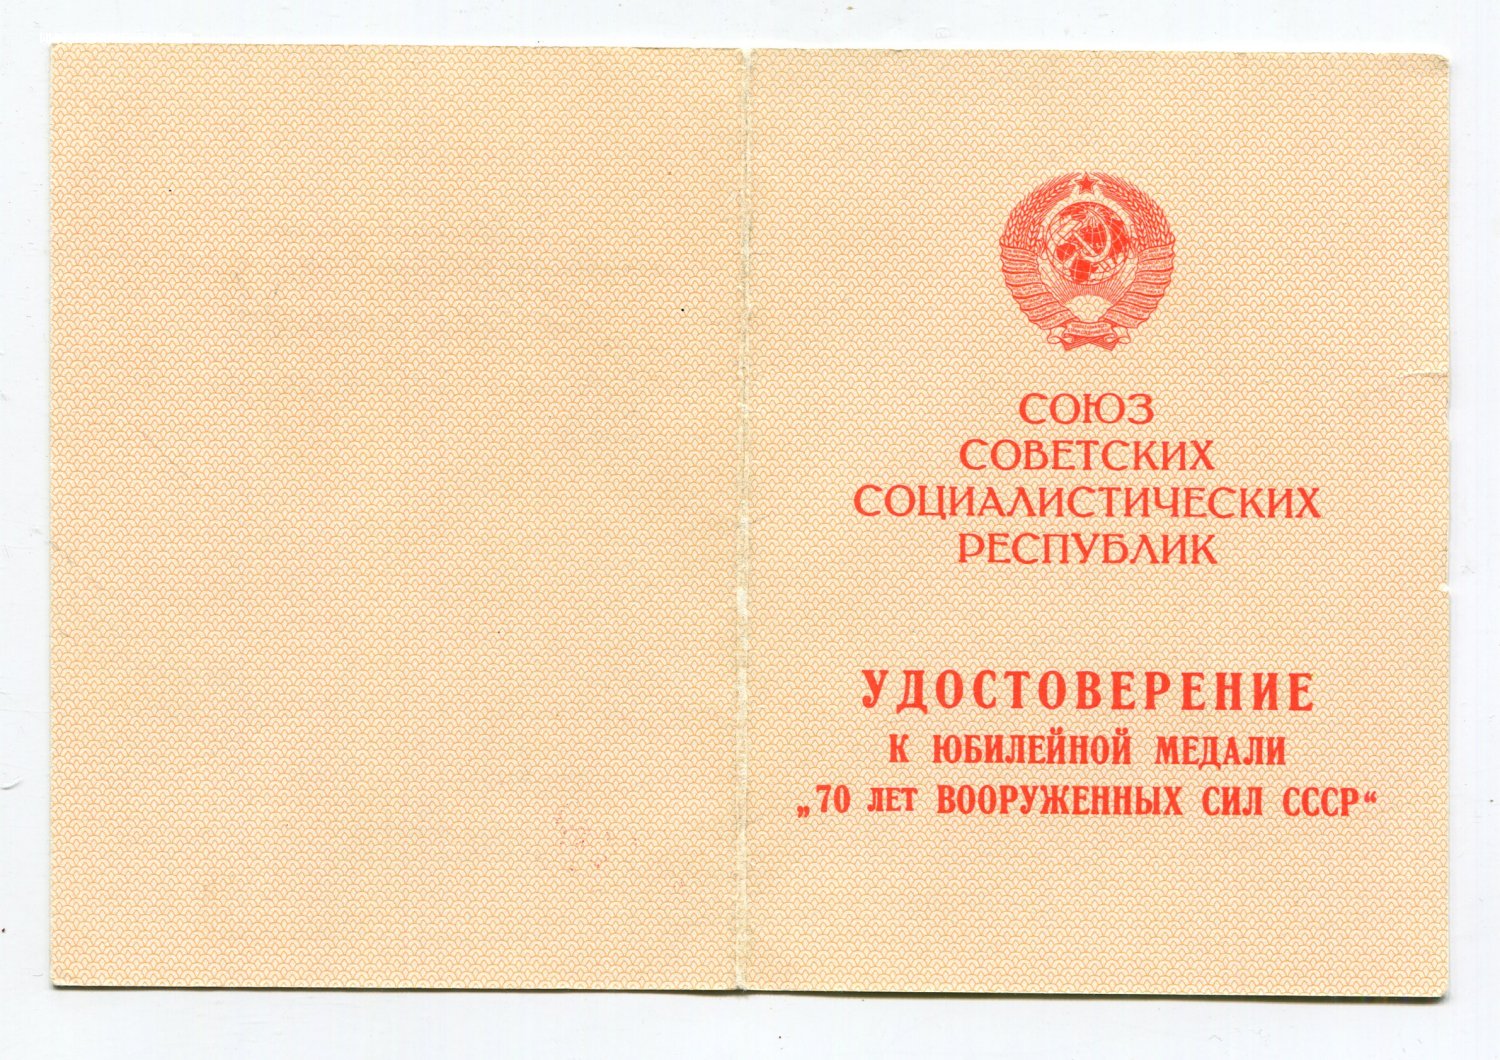 СОЮЗ
СОВЕТСКИХ
СОЦИАЛИСТИЧЕСКИХ
РЕСПУБЛИК
УДОСТОВЕРЕНИЕ
К ЮБИЛЕЙНОЙ МЕДАЛИ
„70 ЛЕТ ВООРУЖЕННЫХ СИЛ СССР“